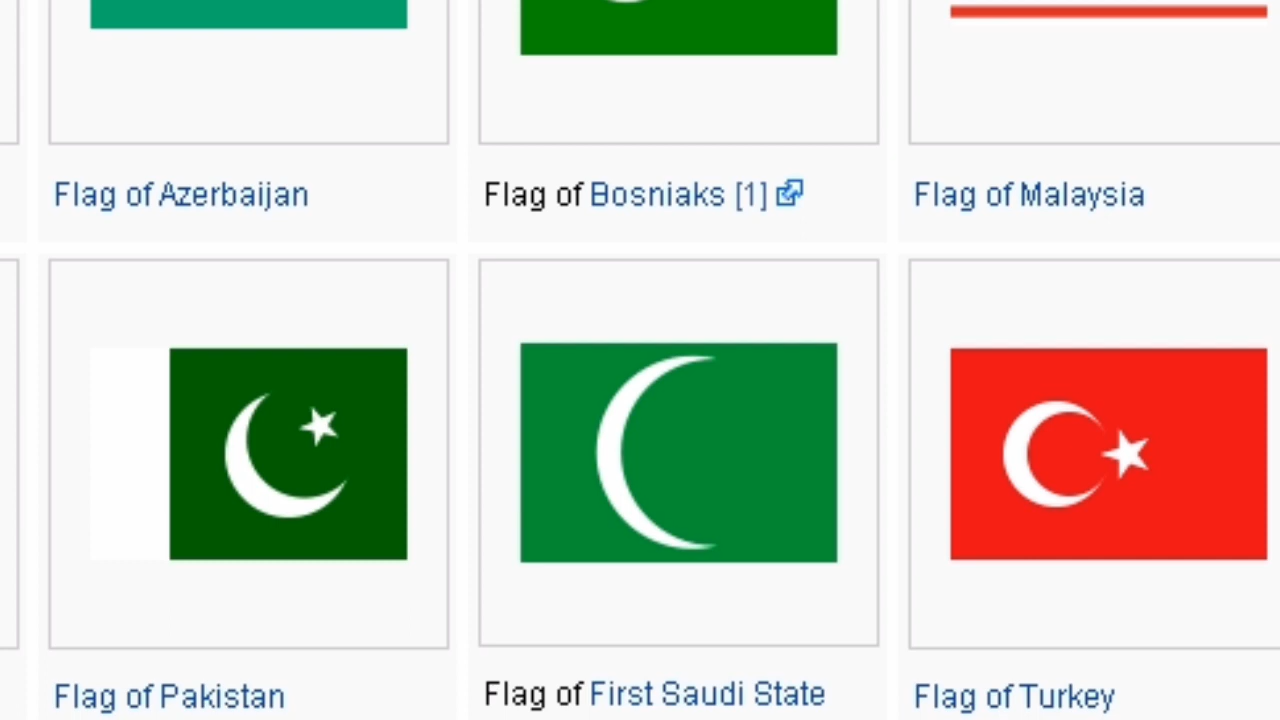 Flag of Azerbaijan
Flag of Bosniaks [1]
Flag of Malaysia
Flag of Pakistan
Flag of First Saudi State
Flag of Turkey